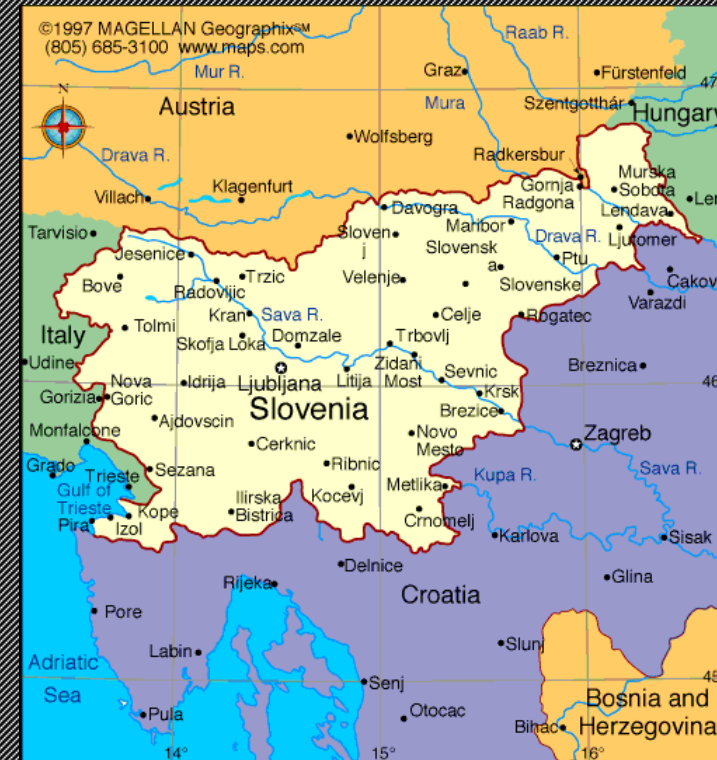 ©1997 MAGELLAN Geographix℠
(805) 685-3100 www.maps.com
Raab R.
Mur R.
Graz
Fürstenfeld
47
N
Austria
Mura
Szentgotthár
Hungary
Wolfsberg
Drava R.
Radkersbur
Villach
Klagenfurt
Gornja
Radgona
Murska
Sobota
Davogra
Lendava
Len
Tarvisio
Sloven
j
Maribor
Drava R.
Ljutomer
Jesenice
Slovensk
a
Ptu
Bove
Radovljic
Trzic
Velenje
Slovenske
Cakov
Varazdi
Kran
Sava R.
Celje
Rogatec
Tolmi
Italy
Skofja Loka
Domzale
Trbovlj
Udine
Zidani
Most
Breznica
Ljubljana
Litija
Sevnic
46
Nova
Goric
Idrija
Krsk
Gorizia
Slovenia
Brezice
Ajdovscin
Monfalcone
Cerknic
Novo
Mesto
Zagreb
Grado
Trieste
Sezana
Ribnic
Kupa R.
Sava R.
Gulf of
Trieste
Kocevj
Metlika
Kope
Ilirska
Bistrica
Pira
Izol
Crnomelj
Karlova
Sisak
Delnice
Rijeka
Croatia
Glina
Pore
Labin
Slunj
Adriatic
Sea
Senj
45
Pula
Otocac
Bosnia and
Herzegovina
Bihac
14°
15°
16°